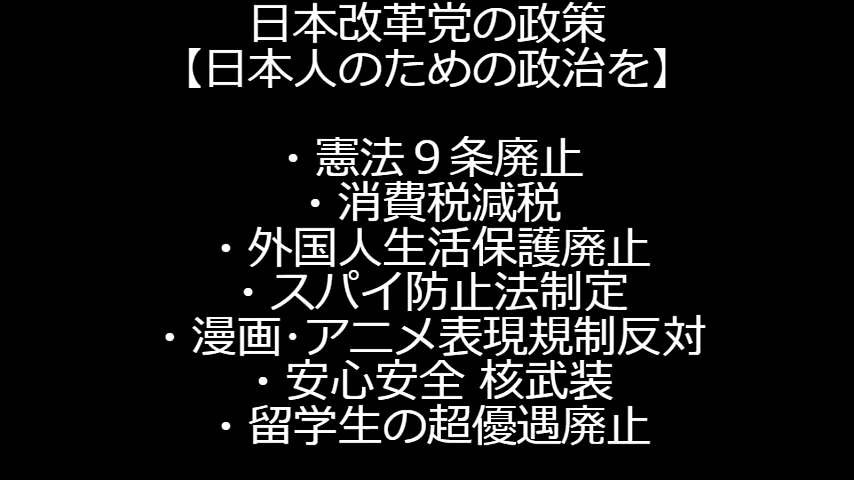 日本改革党の政策
【日本人のための政治を】
・憲法９条廃止
・消費税減税
・外国人生活保護廃止
・スパイ防止法制定
・漫画・アニメ表現規制反対
・安心安全 核武装
・留学生の超優遇廃止